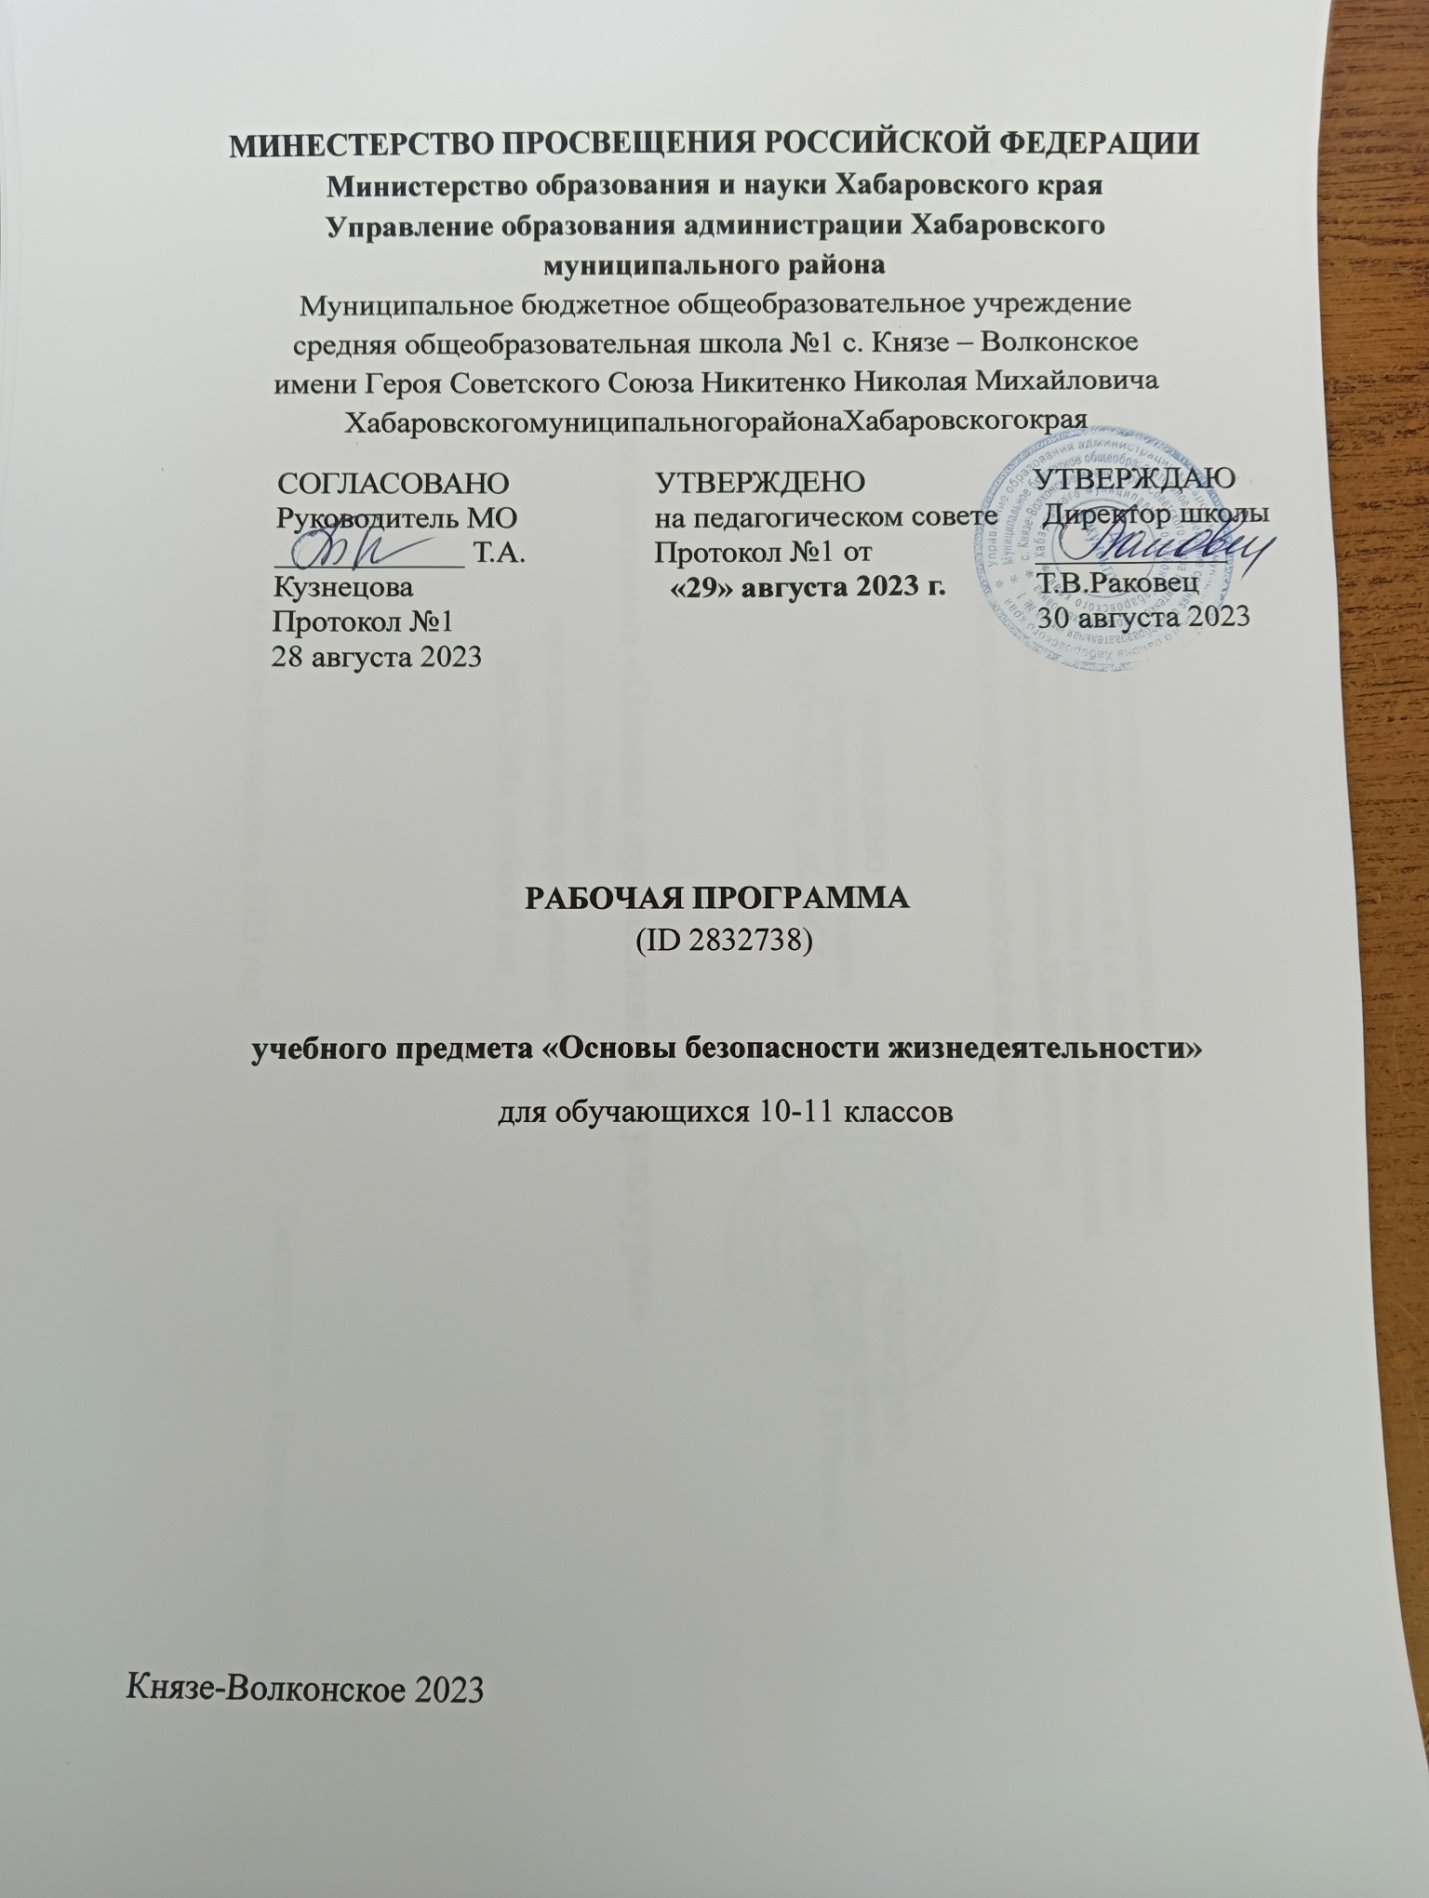 МИНЕСТЕРСТВО ПРОСВЕЩЕНИЯ РОССИЙСКОЙ ФЕДЕРАЦИИ
Министерство образования и науки Хабаровского края
Управление образования администрации Хабаровского
муниципального района
Муниципальное бюджетное общеобразовательное учреждение
средняя общеобразовательная школа №1 с. Князе – Волконское
имени Героя Советского Союза Никитенко Николая Михайловича
ХабаровскогомуниципальногорайонаХабаровскогокрая
СОГЛАСОВАНО
Руководитель МО
____________ Т.А.
Кузнецова
Протокол №1
28 августа 2023
УТВЕРЖДЕНО
на педагогическом совете
Протокол №1 от
«29» августа 2023 г.
УТВЕРЖДАЮ
Директор школы
Раковец
Т.В.Раковец
30 августа 2023
РАБОЧАЯ ПРОГРАММА
(ID 2832738)
учебного предмета «Основы безопасности жизнедеятельности»
для обучающихся 10-11 классов
Князе-Волконское 2023